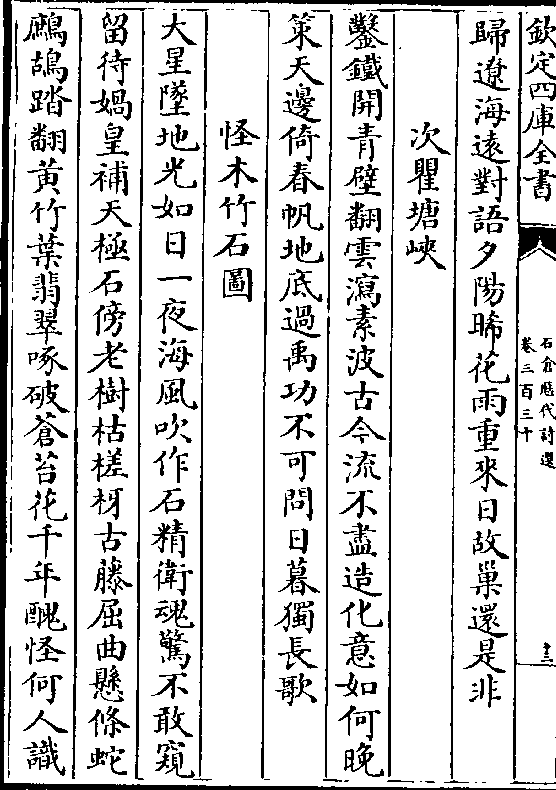 欽定四庫全書
石倉歷代詩選
卷三百三十
十三
歸遼海遠對語夕陽晞花雨重來日故巢還是非
次瞿塘峽
鑿鐵開青壁翻雲瀉素波古今流不盡造化意如何晚
策天邊倚春帆地底過禹功不可問日暮獨長歌
怪木竹石圖
大星墜地光如日一夜海風吹作石精衛魂驚不敢窺
留待媧皇補天極石傍老樹枯槎枒古藤屈曲懸條蛇
鷓鴣踏翻黃竹葉翡翠啄破蒼苔花千年醜怪何人識